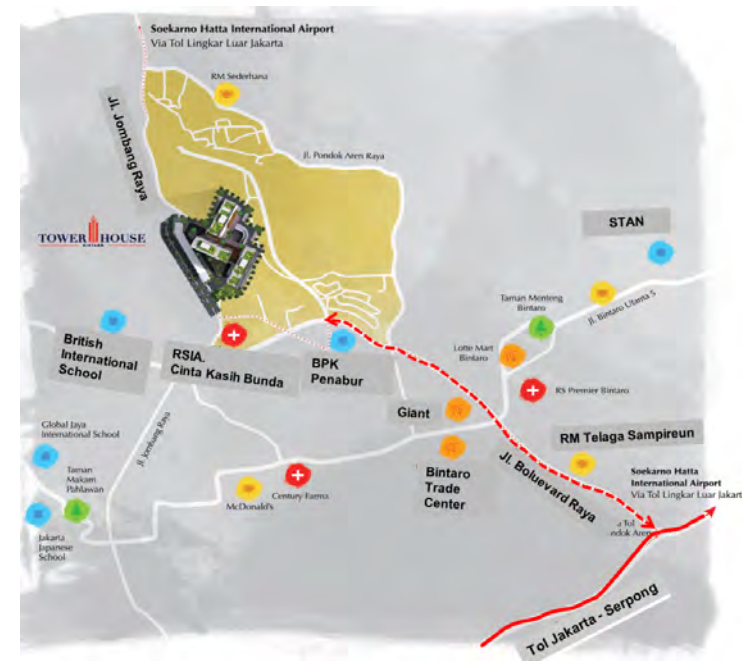 Soekarno Hatta International Airport
Via Tol Lingkar Luar Jakarta
RM Sederhana
Jl. Jombang Raya
Jl. Pondok Aren Raya
TOWER HOUSE
BINTARO
STAN
Taman Menteng
Bintaro
Jl. Bintaro Utama 5
British
International
School
RSIA.
Cinta Kasih Bunda
BPK
Penabur
Lotte Mart
Bintaro
RS Premier Bintaro
Giant
Global Jaya
International School
Jl. Jombang Raya
RM Telaga Sampireun
Taman
Makam
Pahlawan
Bintaro
Trade
Center
Jl. Boluevard Raya
Soekarno Hatta
International Airport
Via Tol Lingkar Luar Jakart
McDonald's
Century Farma
Jakarta
Japanese
School
a Tol
ndok Aren
Tol Jakarta - Serpong